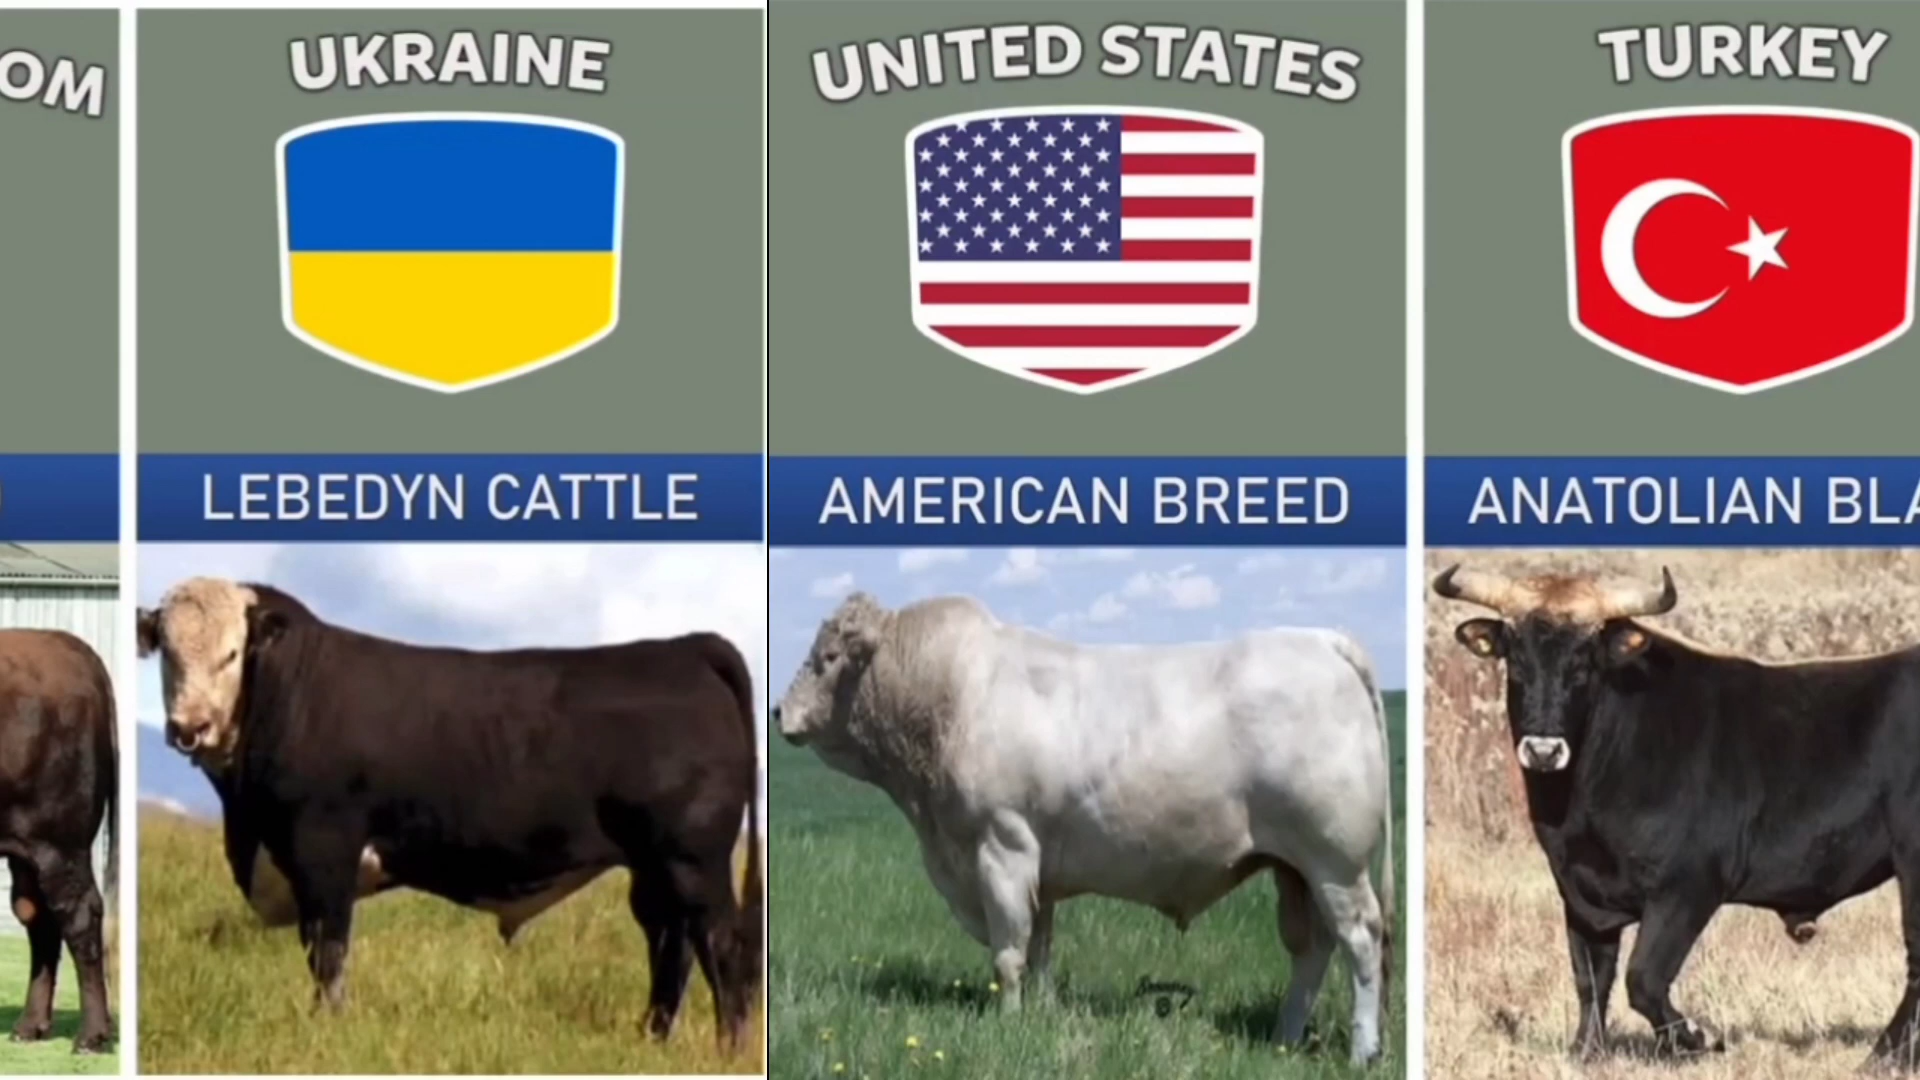 OM
UKRAINE
UNITED STATES
TURKEY
LEBEDYN CATTLE
AMERICAN BREED
ANATOLIAN BLA